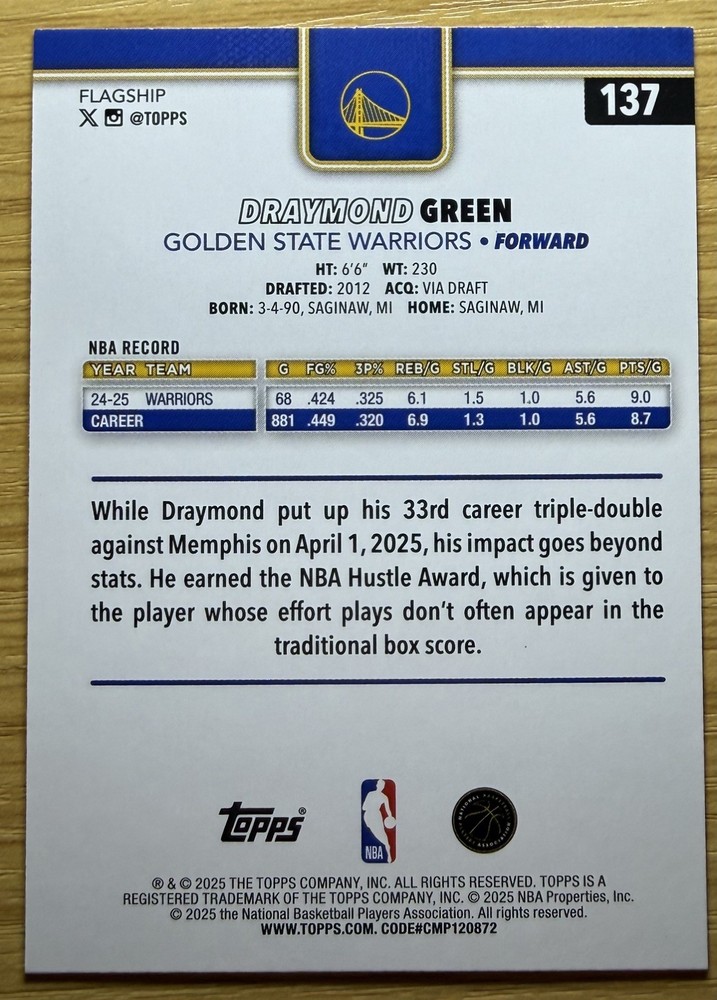 FLAGSHIP
X @TOPPS
137
DRAYMOND GREEN
GOLDEN STATE WARRIORS • FORWARD
HT: 6'6" WT: 230
DRAFTED: 2012 ACQ: VIA DRAFT
BORN: 3-4-90, SAGINAW, MI HOME: SAGINAW, MI
NBA RECORD
YEAR TEAM G FG% 3P% REB/G STL/G BLK/G AST/G PTS/G
24-25 WARRIORS 68 .424 .325 6.1 1.5 1.0 5.6 9.0
CAREER 881 .449 .320 6.9 1.3 1.0 5.6 8.7
While Draymond put up his 33rd career triple-double
against Memphis on April 1, 2025, his impact goes beyond
stats. He earned the NBA Hustle Award, which is given to
the player whose effort plays don't often appear in the
traditional box score.
topps®
NBA
® & © 2025 THE TOPPS COMPANY, INC. ALL RIGHTS RESERVED. TOPPS IS A
REGISTERED TRADEMARK OF THE TOPPS COMPANY, INC. © 2025 NBA Properties, Inc.
© 2025 the National Basketball Players Association. All rights reserved.
WWW.TOPPS.COM. CODE#CMP120872